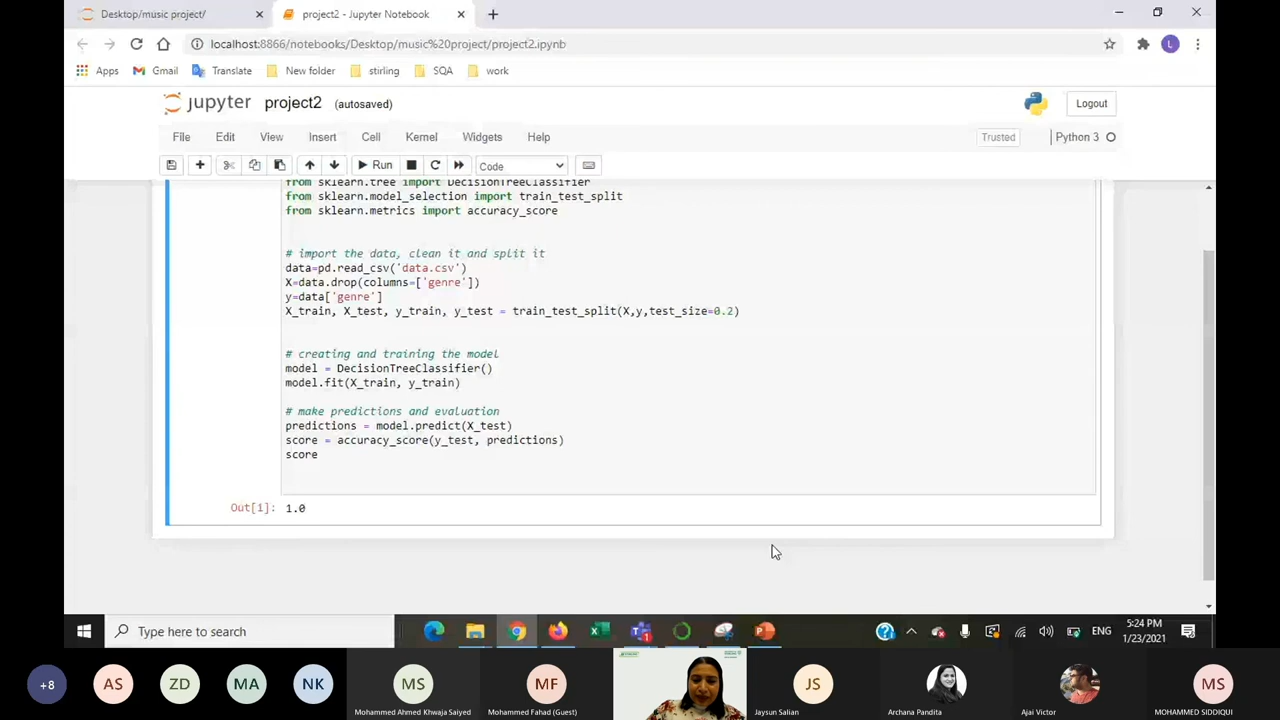 Desktop/music project/
project2 - Jupyter Notebook
localhost:8866/notebooks/Desktop/music%20project/project2.ipynb
L
Apps
Gmail
Translate
New folder
stirling
SQA
work
jupyter project2 (autosaved)
Logout
File Edit View Insert Cell Kernel Widgets Help
Trusted
Python 3
Run
Code
from sklearn.tree import DecisionTreeClassifier
from sklearn.model_selection import train_test_split
from sklearn.metrics import accuracy_score
# import the data, clean it and split it
data=pd.read_csv('data.csv')
X=data.drop(columns=['genre'])
y=data['genre']
X_train, X_test, y_train, y_test = train_test_split(X,y,test_size=0.2)
# creating and training the model
model = DecisionTreeClassifier()
model.fit(X_train, y_train)
# make predictions and evaluation
predictions = model.predict(X_test)
score = accuracy_score(y_test, predictions)
score
Out[1]: 1.0
Type here to search
ENG
5:24 PM
1/23/2021
+8
AS
ZD
MA
NK
MS
MF
JS
MS
Mohammed Ahmed Khwaja Saiyed
Mohammed Fahad (Guest)
Jaysun Salian
Archana Pandita
Ajai Victor
MOHAMMED SIDDIQUI